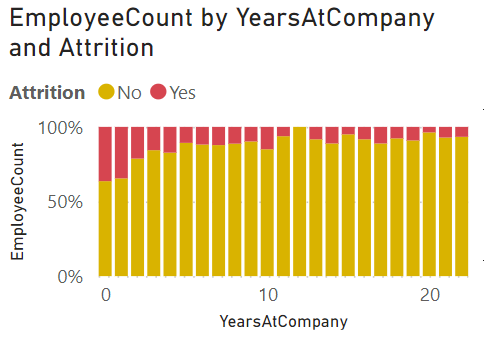 EmployeeCount by YearsAtCompany
and Attrition
Attrition No Yes
100%
50%
0%
EmployeeCount
0 10 20
YearsAtCompany